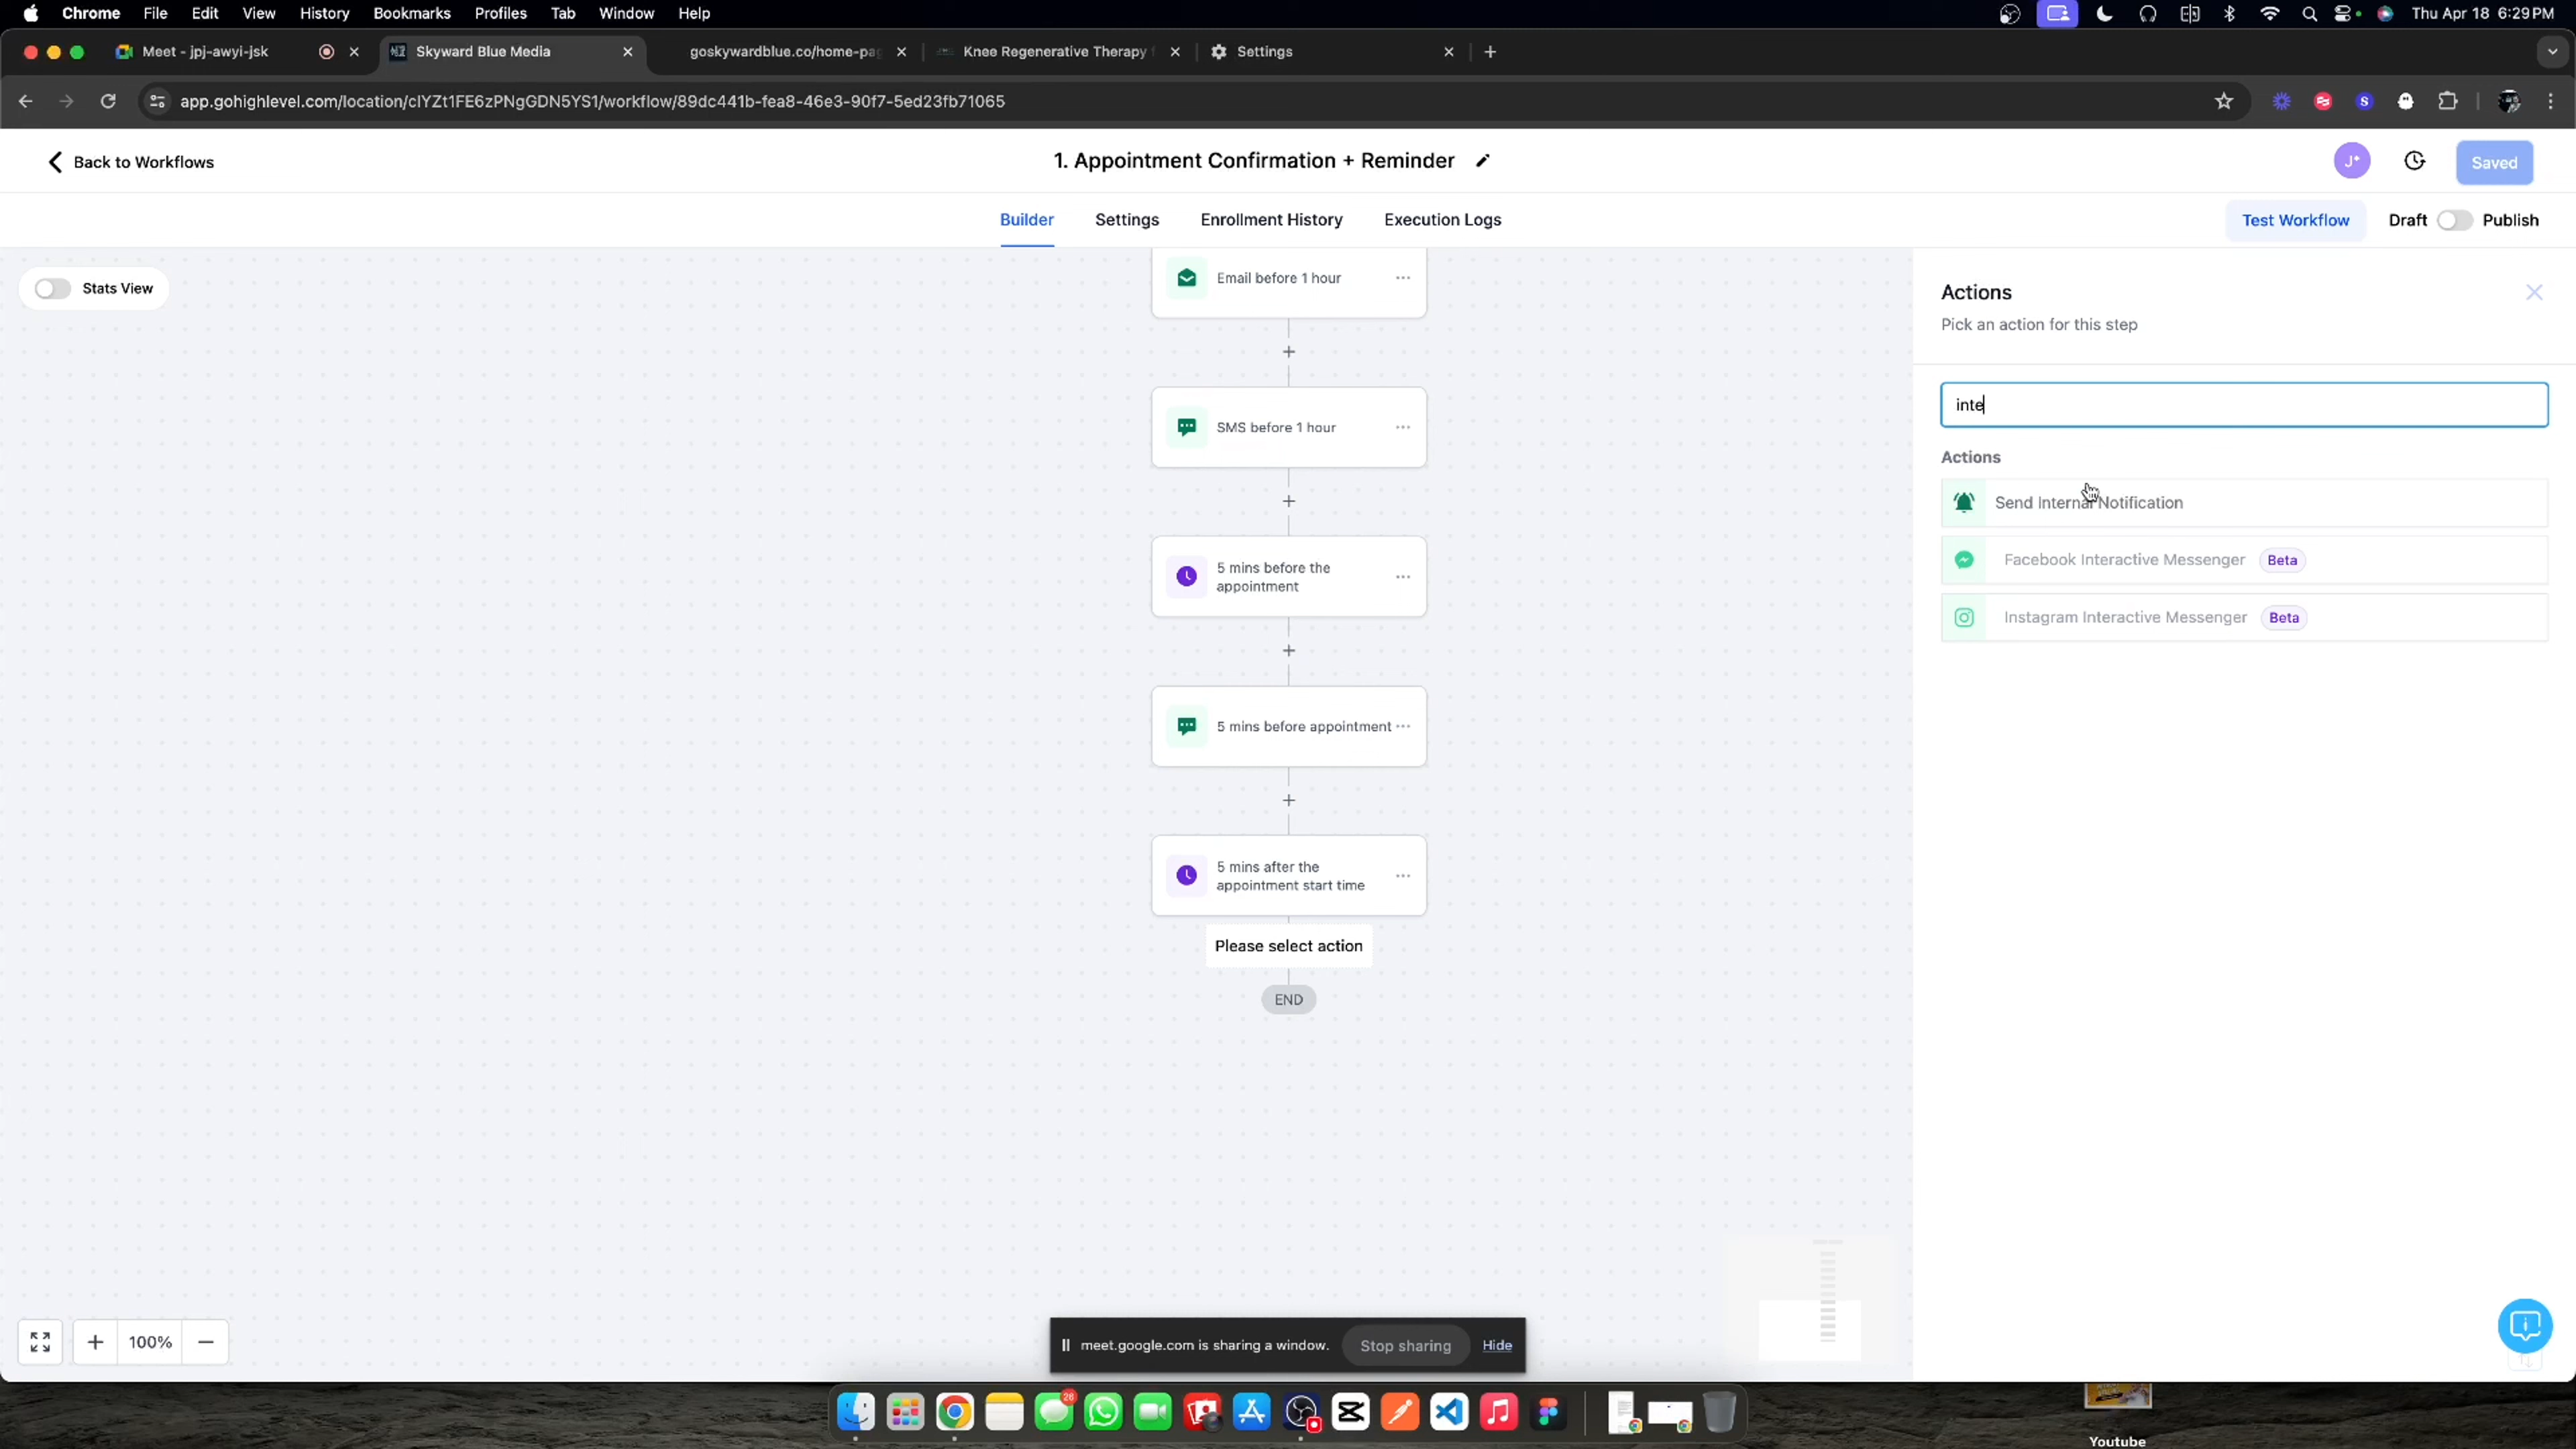 Chrome File Edit View History Bookmarks Profiles Tab Window Help Thu Apr 18 6:29 PM
Meet - jpj-awyi-jsk Skyward Blue Media goskywardblue.co/home-pag Knee Regenerative Therapy Settings
app.gohighlevel.com/location/cIYZt1FE6zPNgGDN5YS1/workflow/89dc441b-fea8-46e3-90f7-5ed23fb71065
Back to Workflows 1. Appointment Confirmation + Reminder J* Saved
Builder Settings Enrollment History Execution Logs Test Workflow Draft Publish
Stats View
Email before 1 hour
SMS before 1 hour
5 mins before the
appointment
5 mins before appointment
5 mins after the
appointment start time
Please select action
END
Actions
Pick an action for this step
inte
Actions
Send Internal Notification
Facebook Interactive Messenger Beta
Instagram Interactive Messenger Beta
100%
meet.google.com is sharing a window. Stop sharing Hide
28
Youtube